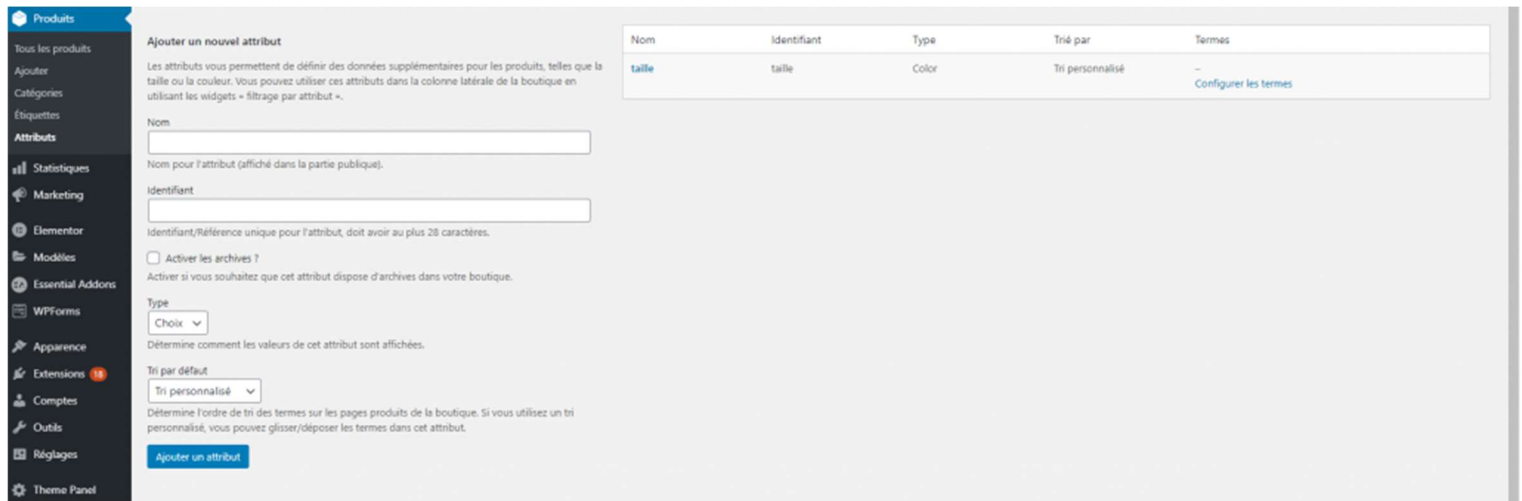 Produits
Tous les produits
Ajouter
Catégories
Étiquettes
Attributs
Statistiques
Marketing
Elementor
Modèles
Essential Addons
WPForms
Apparence
Extensions 18
Comptes
Outils
Réglages
Theme Panel
Ajouter un nouvel attribut
Les attributs vous permettent de définir des données supplémentaires pour les produits, telles que la
taille ou la couleur. Vous pouvez utiliser ces attributs dans la colonne latérale de la boutique en
utilisant les widgets « filtrage par attribut ».
Nom
Nom pour l'attribut (affiché dans la partie publique).
Identifiant
Identifiant/Référence unique pour l'attribut, doit avoir au plus 28 caractères.
Activer les archives ?
Activer si vous souhaitez que cet attribut dispose d'archives dans votre boutique.
Type
Choix
Détermine comment les valeurs de cet attribut sont affichées.
Tri par défaut
Tri personnalisé
Détermine l'ordre de tri des termes sur les pages produits de la boutique. Si vous utilisez un tri
personnalisé, vous pouvez glisser/déposer les termes dans cet attribut.
Ajouter un attribut
Nom Identifiant Type Trié par Termes
taille taille Color Tri personnalisé –
Configurer les termes